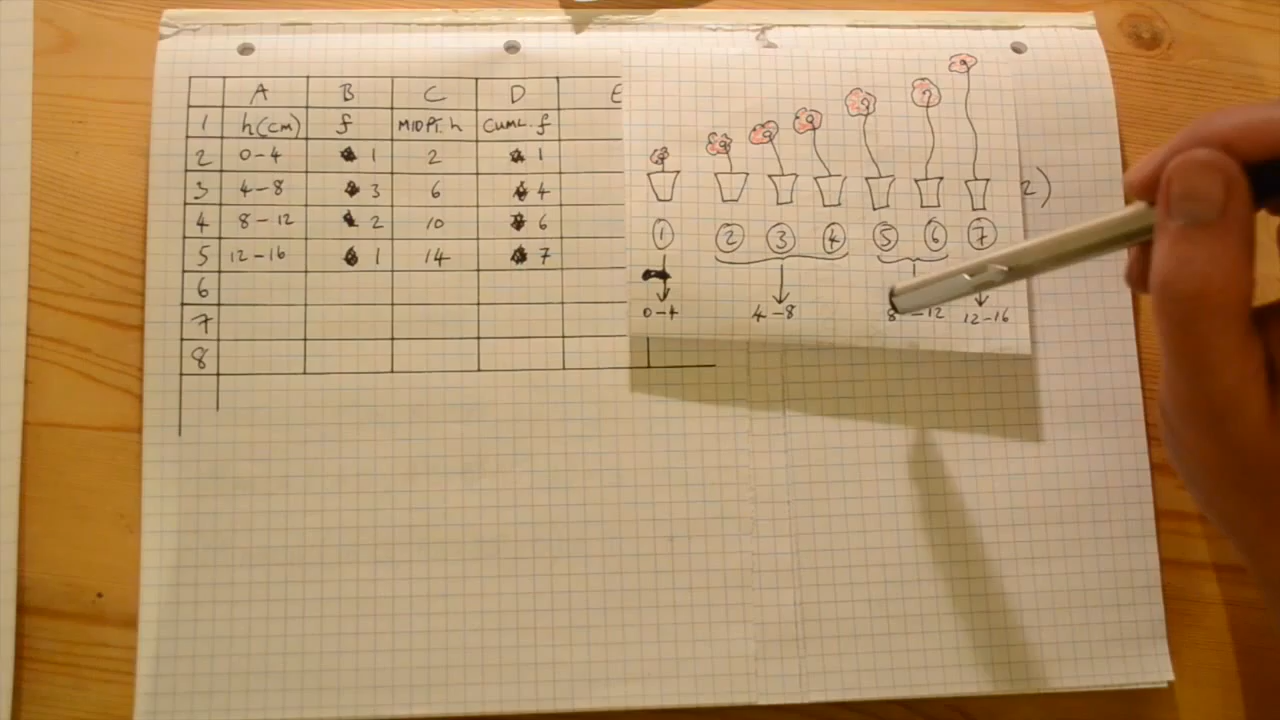 A B C D E
1 h(cm) f MIDPT. h CUML. f
2 0-4 1 2 1
3 4-8 3 6 4
4 8-12 2 10 6
5 12-16 1 14 7
6
7
8
2)
1 2 3 4 5 6 7
0-4 4-8 8-12 12-16